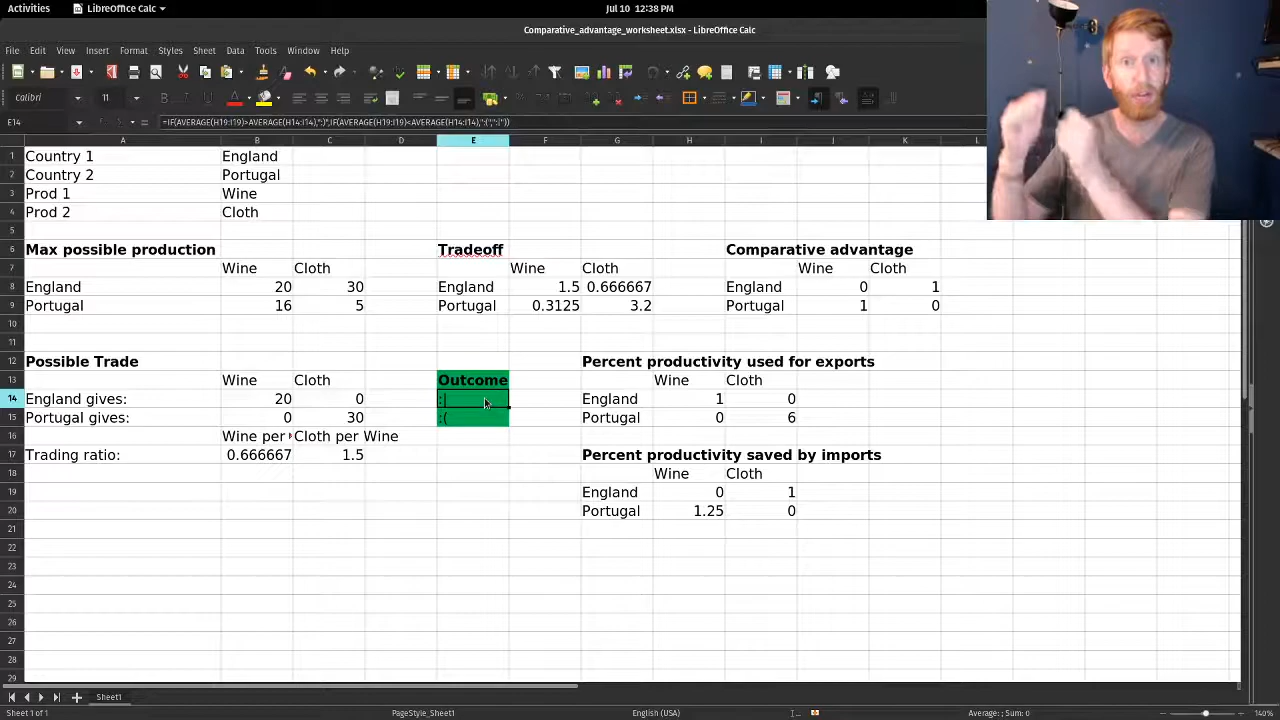 Activities LibreOffice Calc Jul 10 12:38 PM
Comparative_advantage_worksheet.xlsx - LibreOffice Calc
File Edit View Insert Format Styles Sheet Data Tools Window Help
Calibri 11
E14 =IF(AVERAGE(H19:I19)>AVERAGE(H14:I14),":)",IF(AVERAGE(H19:I19)<AVERAGE(H14:I14),":(",":|"))
A B C D E F G H I J K L
1 Country 1 England
2 Country 2 Portugal
3 Prod 1 Wine
4 Prod 2 Cloth
5
6 Max possible production Tradeoff Comparative advantage
7 Wine Cloth Wine Cloth Wine Cloth
8 England 20 30 England 1.5 0.666667 England 0 1
9 Portugal 16 5 Portugal 0.3125 3.2 Portugal 1 0
10
11
12 Possible Trade Percent productivity used for exports
13 Wine Cloth Outcome Wine Cloth
14 England gives: 20 0 :| England 1 0
15 Portugal gives: 0 30 :( Portugal 0 6
16 Wine per Cloth per Wine
17 Trading ratio: 0.666667 1.5 Percent productivity saved by imports
18 Wine Cloth
19 England 0 1
20 Portugal 1.25 0
21
22
23
24
25
26
27
28
29
Sheet1
Sheet 1 of 1 PageStyle_Sheet1 English (USA) Average: ; Sum: 0 140%